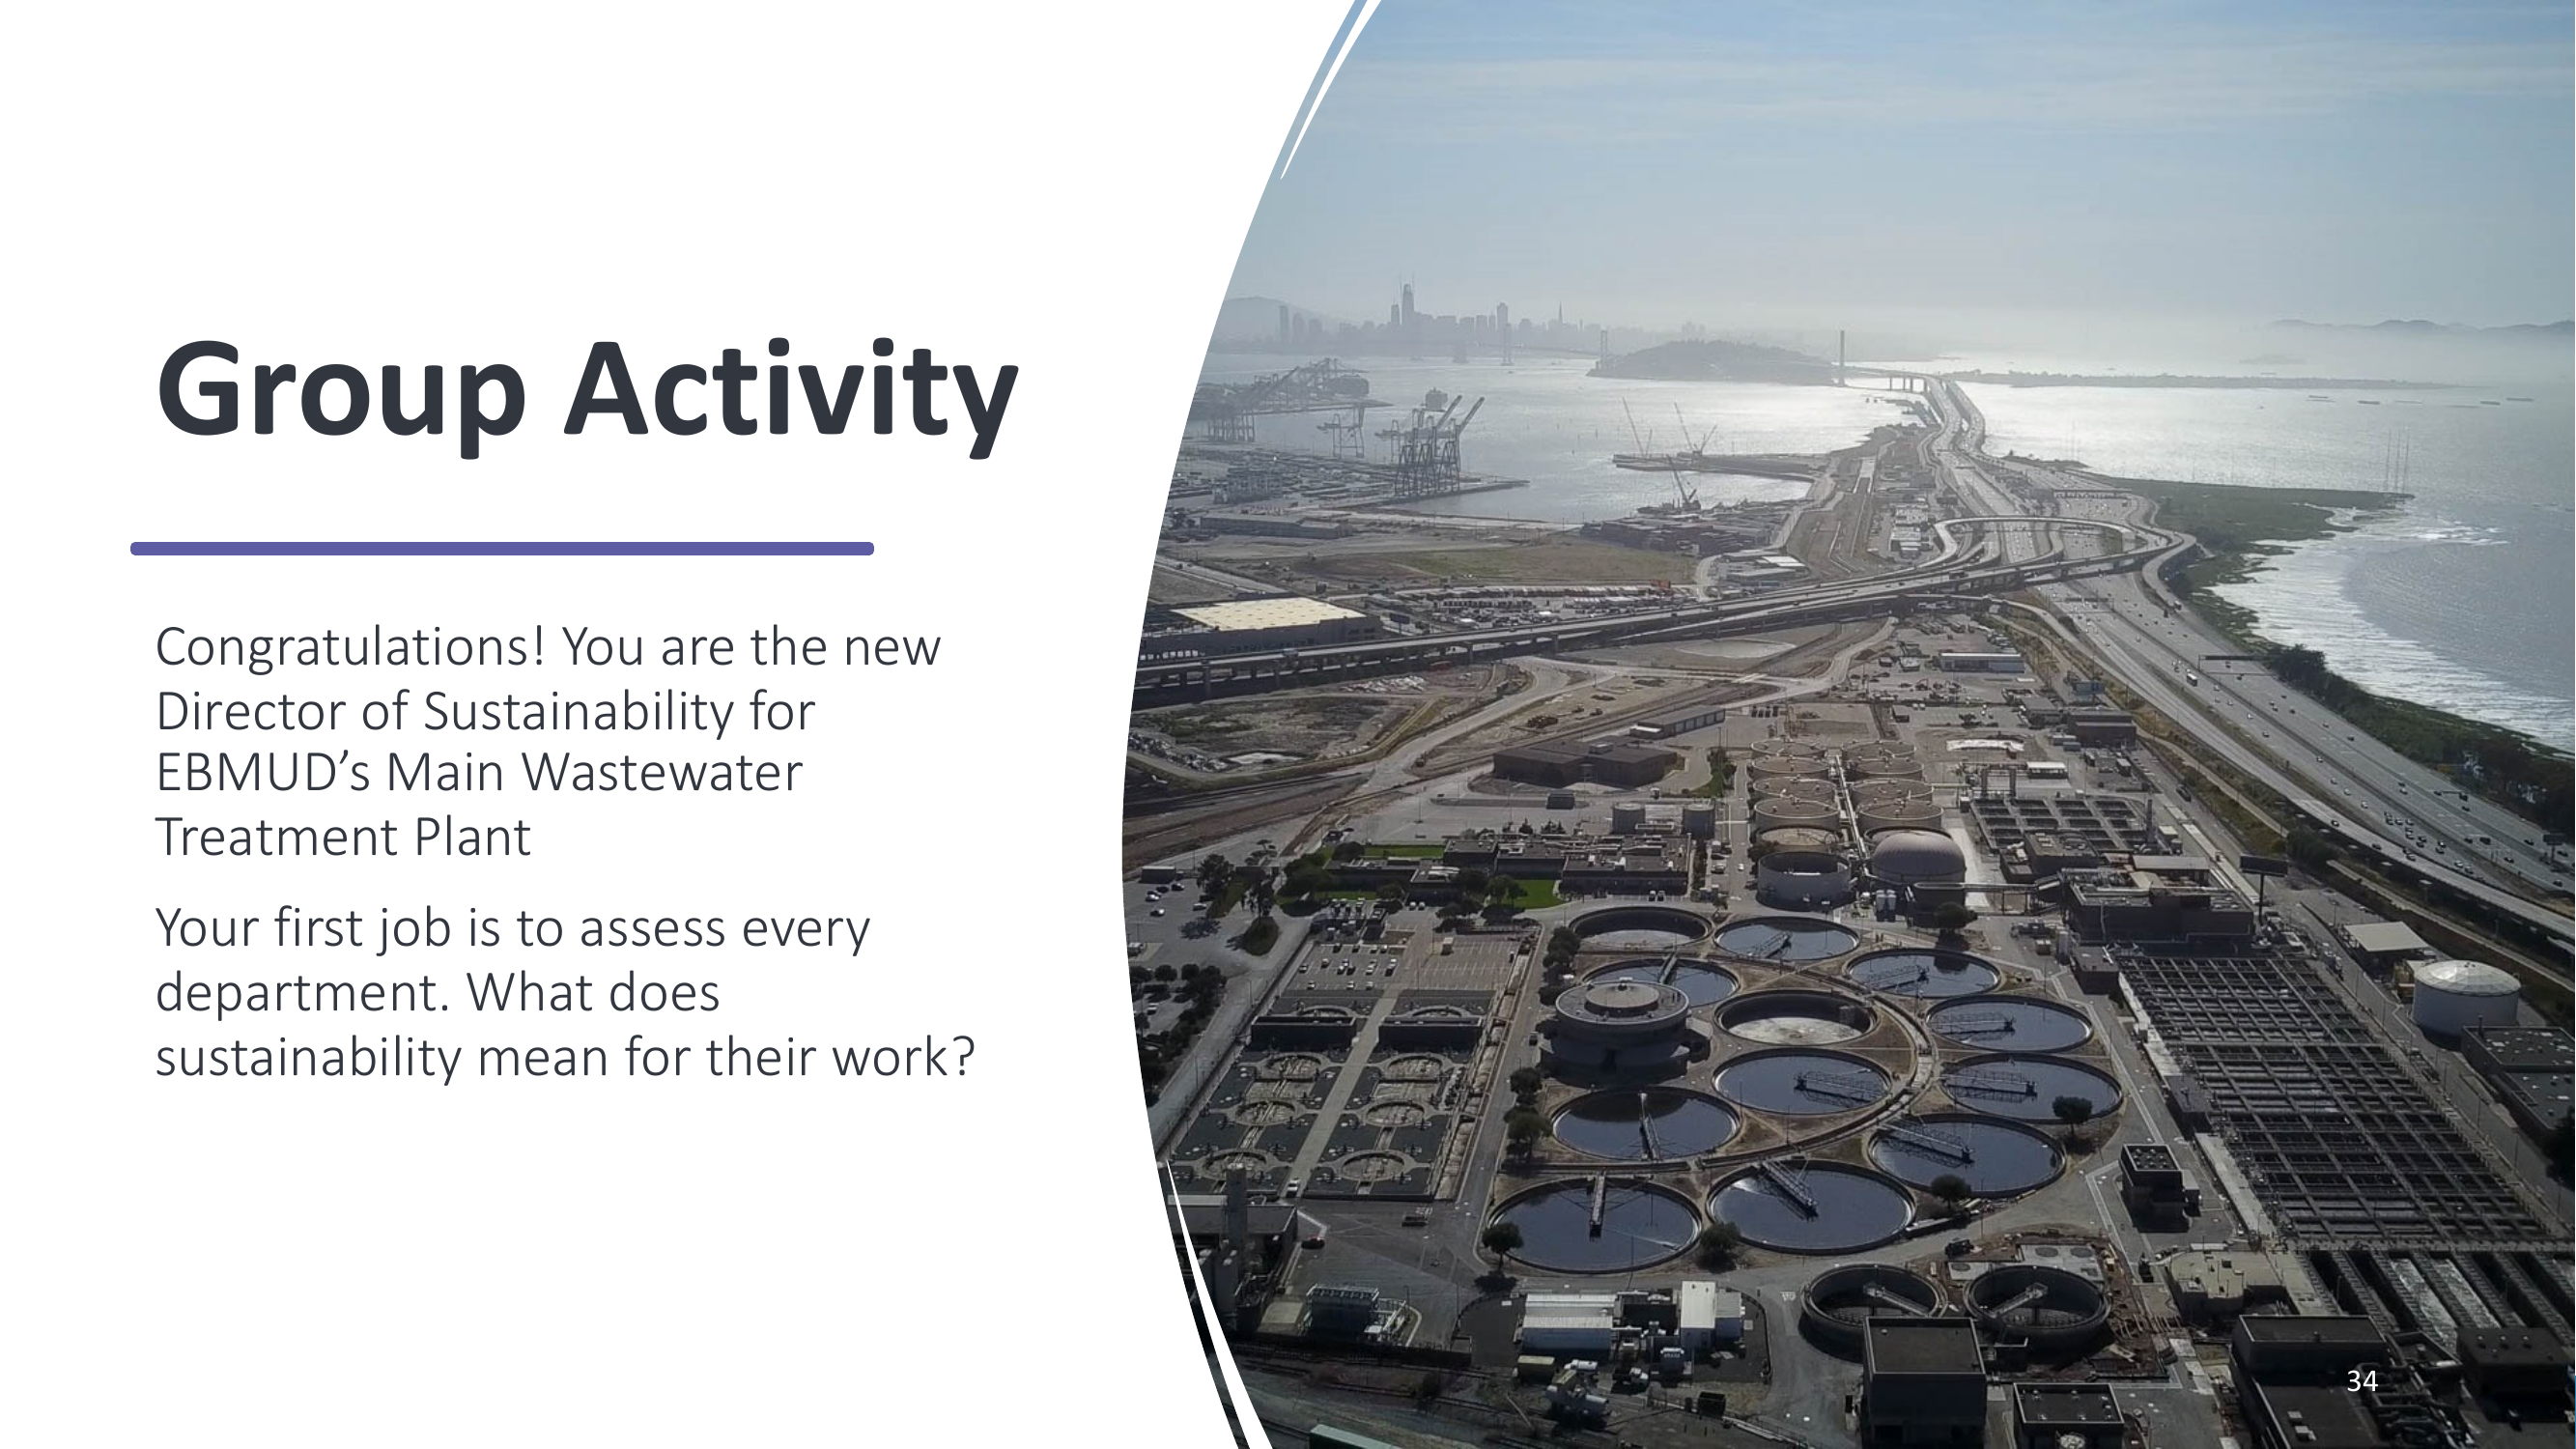 Group Activity
Congratulations! You are the new
Director of Sustainability for
EBMUD’s Main Wastewater
Treatment Plant
Your first job is to assess every
department. What does
sustainability mean for their work?
34